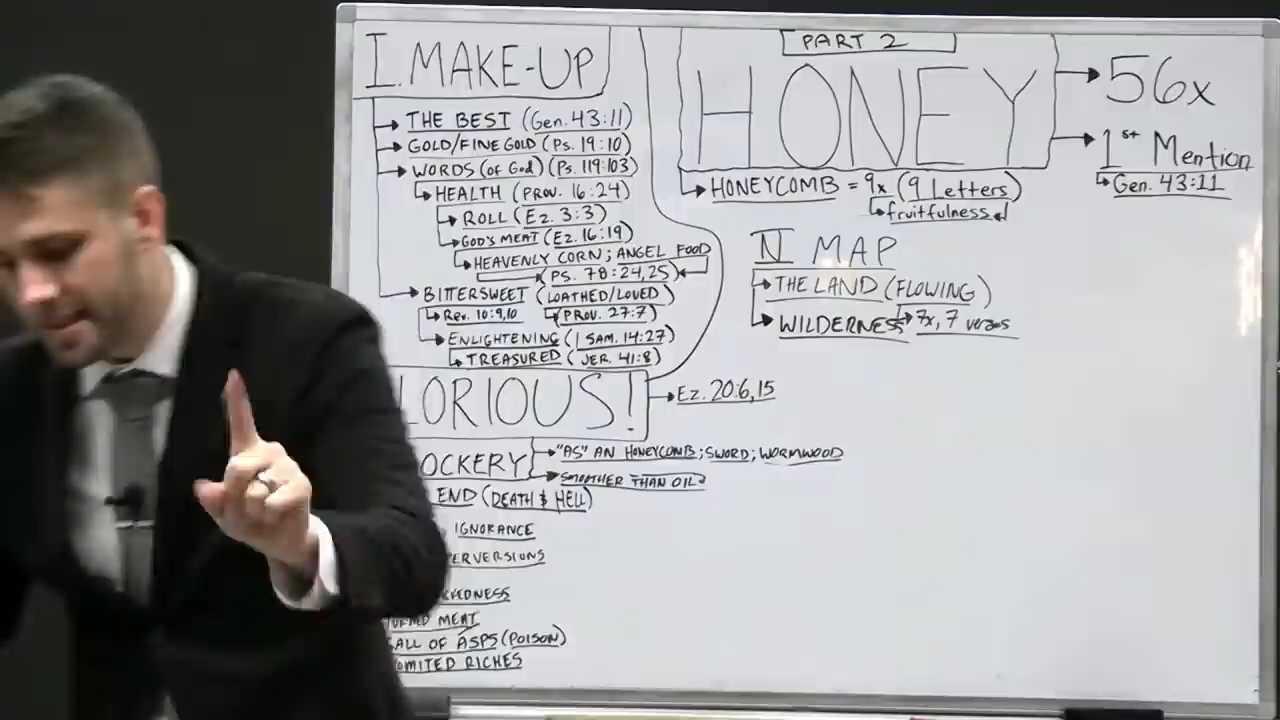 I. MAKE-UP
THE BEST (Gen. 43:11)
GOLD/FINE GOLD (Ps. 19:10)
WORDS (of God) (Ps. 119:103)
HEALTH (PROV. 16:24)
ROLL (Ez. 3:3)
GOD'S MEAT (Ez. 16:19)
HEAVENLY CORN; ANGEL FOOD
(PS. 78:24,25)
BITTERSWEET (LOATHED/LOVED)
Rev. 10:9,10 (PROV. 27:7)
ENLIGHTENING (1 SAM. 14:27)
TREASURED (JER. 41:8)
LORIOUS!
Ez. 20:6,15
OCKERY
"AS" AN HONEYCOMB; SWORD; WORMWOOD
SMOOTHER THAN OIL
END (DEATH & HELL)
IGNORANCE
ERVERSIONS
KEDNESS
URNED MEAT
GALL OF ASPS (POISON)
OMITED RICHES
PART 2
HONEY
56x
1st Mention
Gen. 43:11
HONEYCOMB = 9x (9 Letters)
fruitfulness
IV MAP
THE LAND (FLOWING)
WILDERNESS 7x, 7 verses